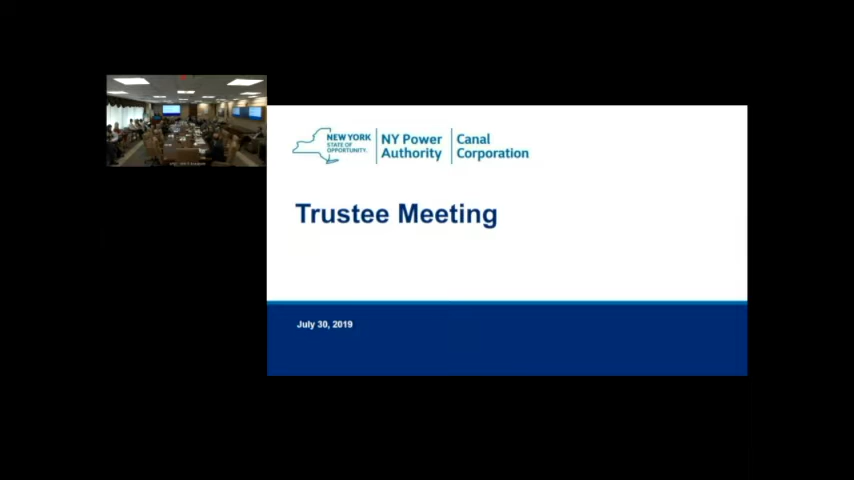 NEW YORK
STATE OF
OPPORTUNITY.
NY Power
Authority
Canal
Corporation
Trustee Meeting
July 30, 2019